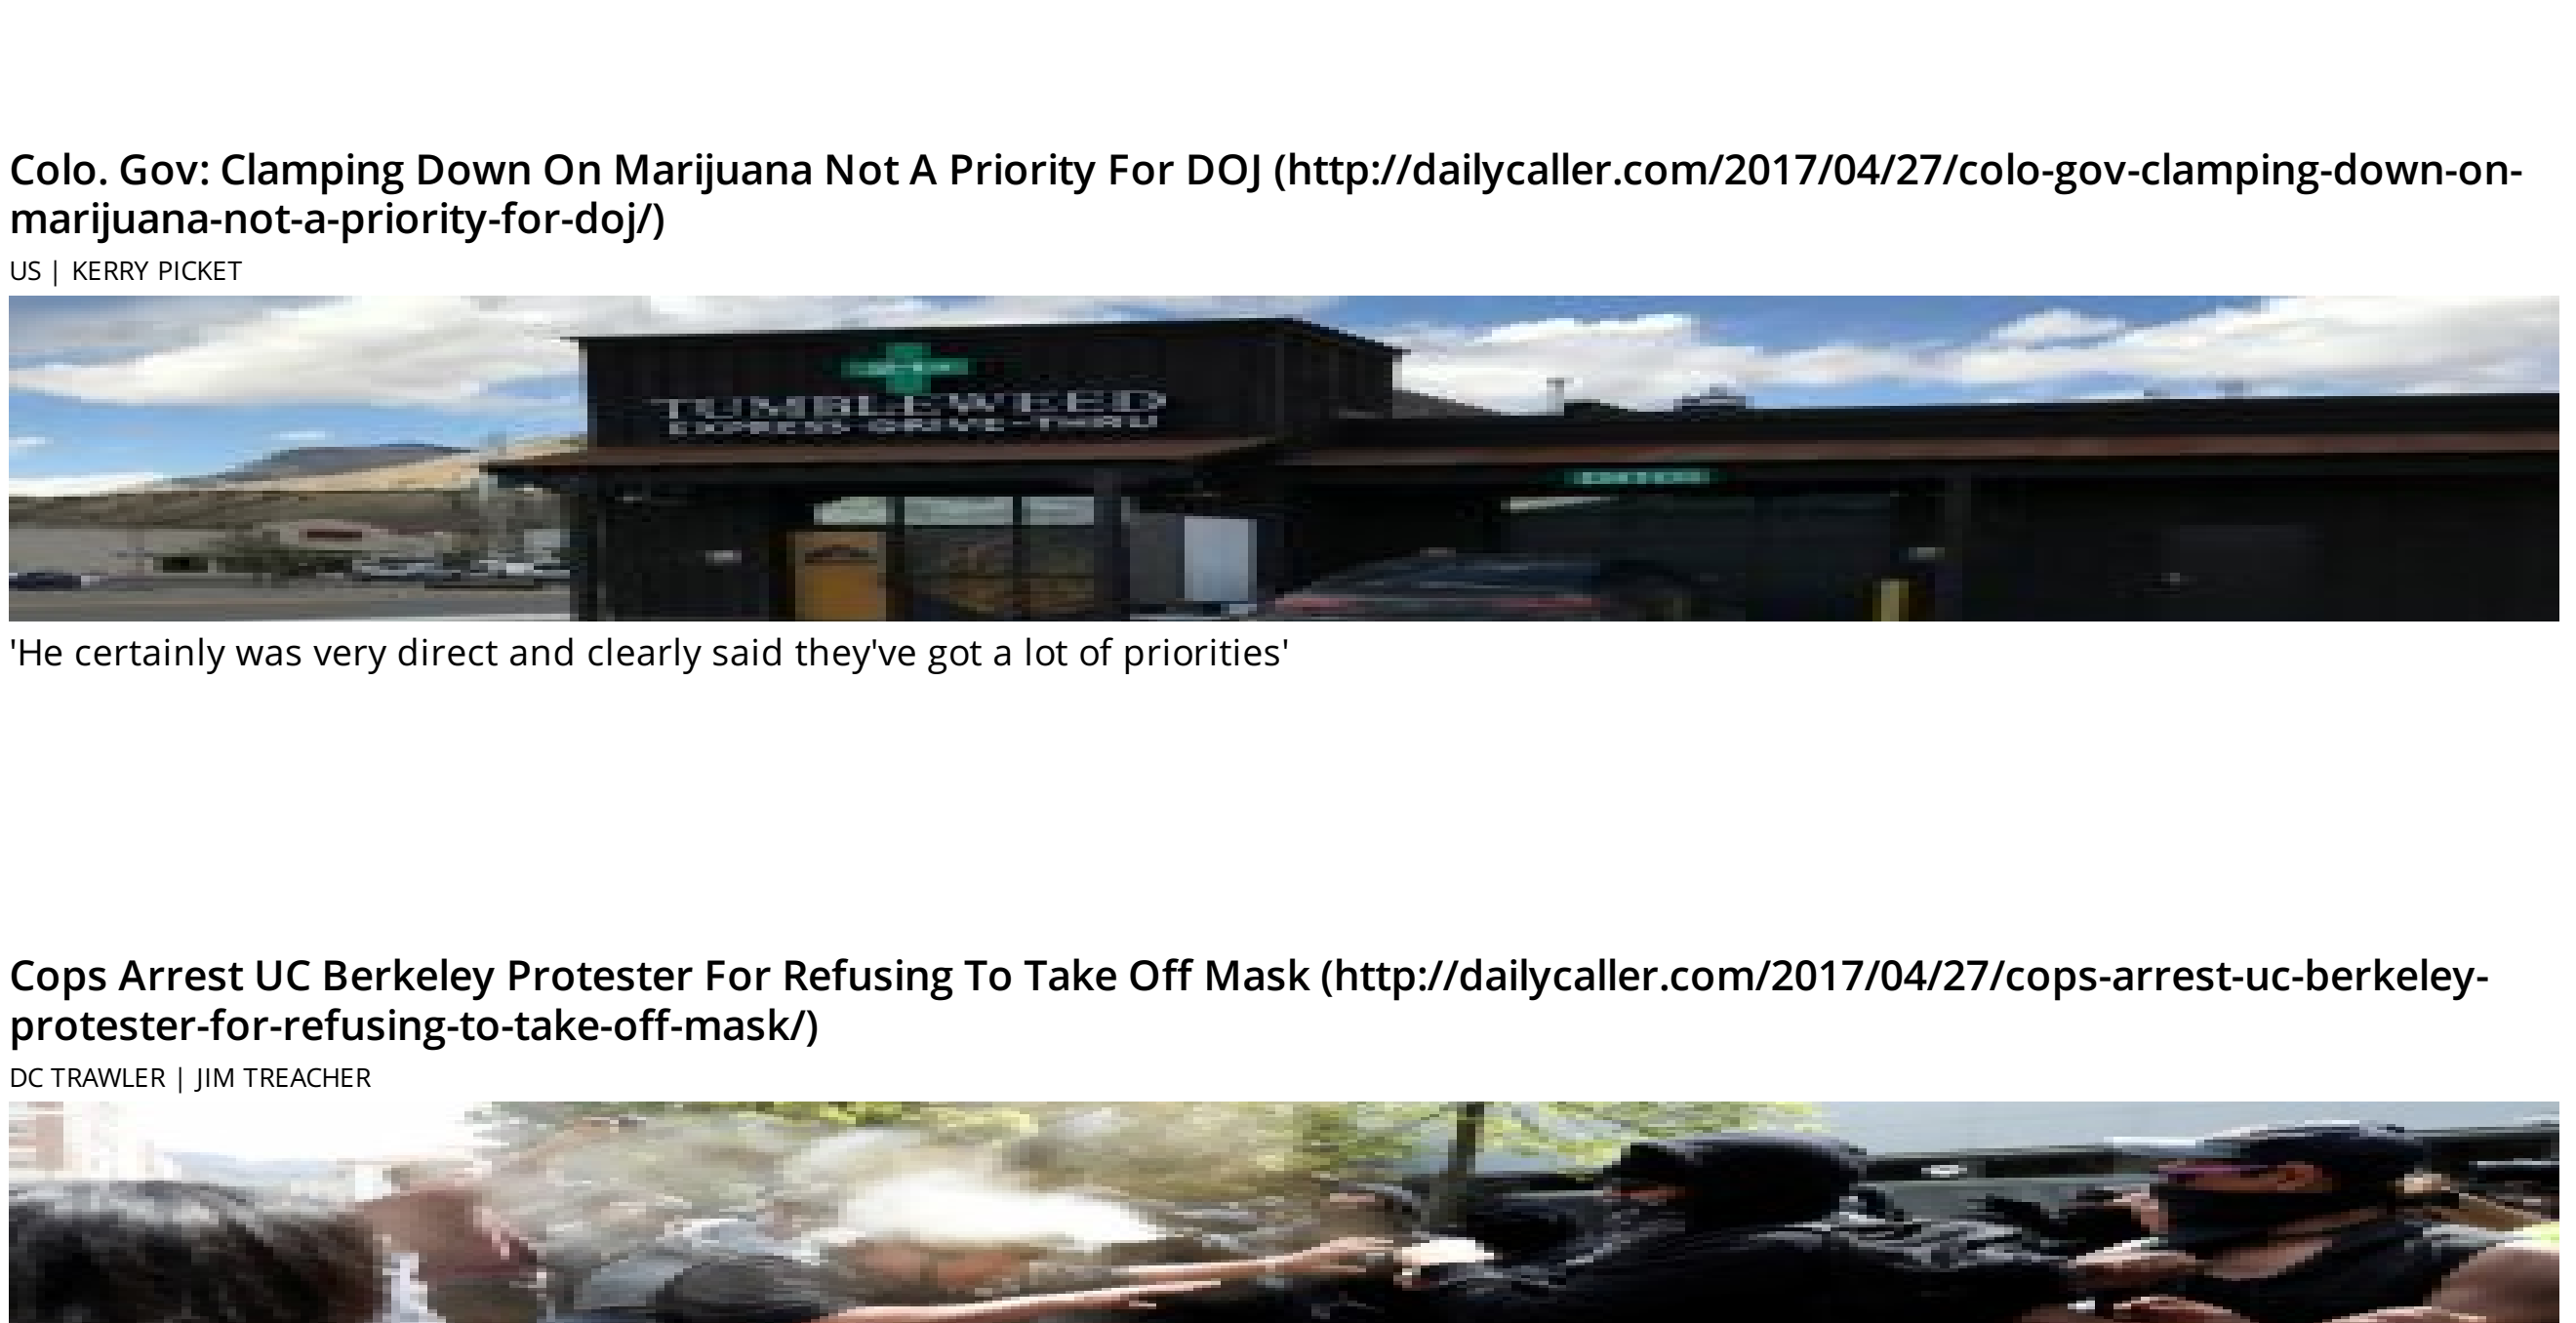 Colo. Gov: Clamping Down On Marijuana Not A Priority For DOJ (http://dailycaller.com/2017/04/27/colo-gov-clamping-down-on-
marijuana-not-a-priority-for-doj/)
US | KERRY PICKET
TUMBLEWEED
EXPRESS DRIVE-THRU
'He certainly was very direct and clearly said they've got a lot of priorities'
Cops Arrest UC Berkeley Protester For Refusing To Take Off Mask (http://dailycaller.com/2017/04/27/cops-arrest-uc-berkeley-
protester-for-refusing-to-take-off-mask/)
DC TRAWLER | JIM TREACHER